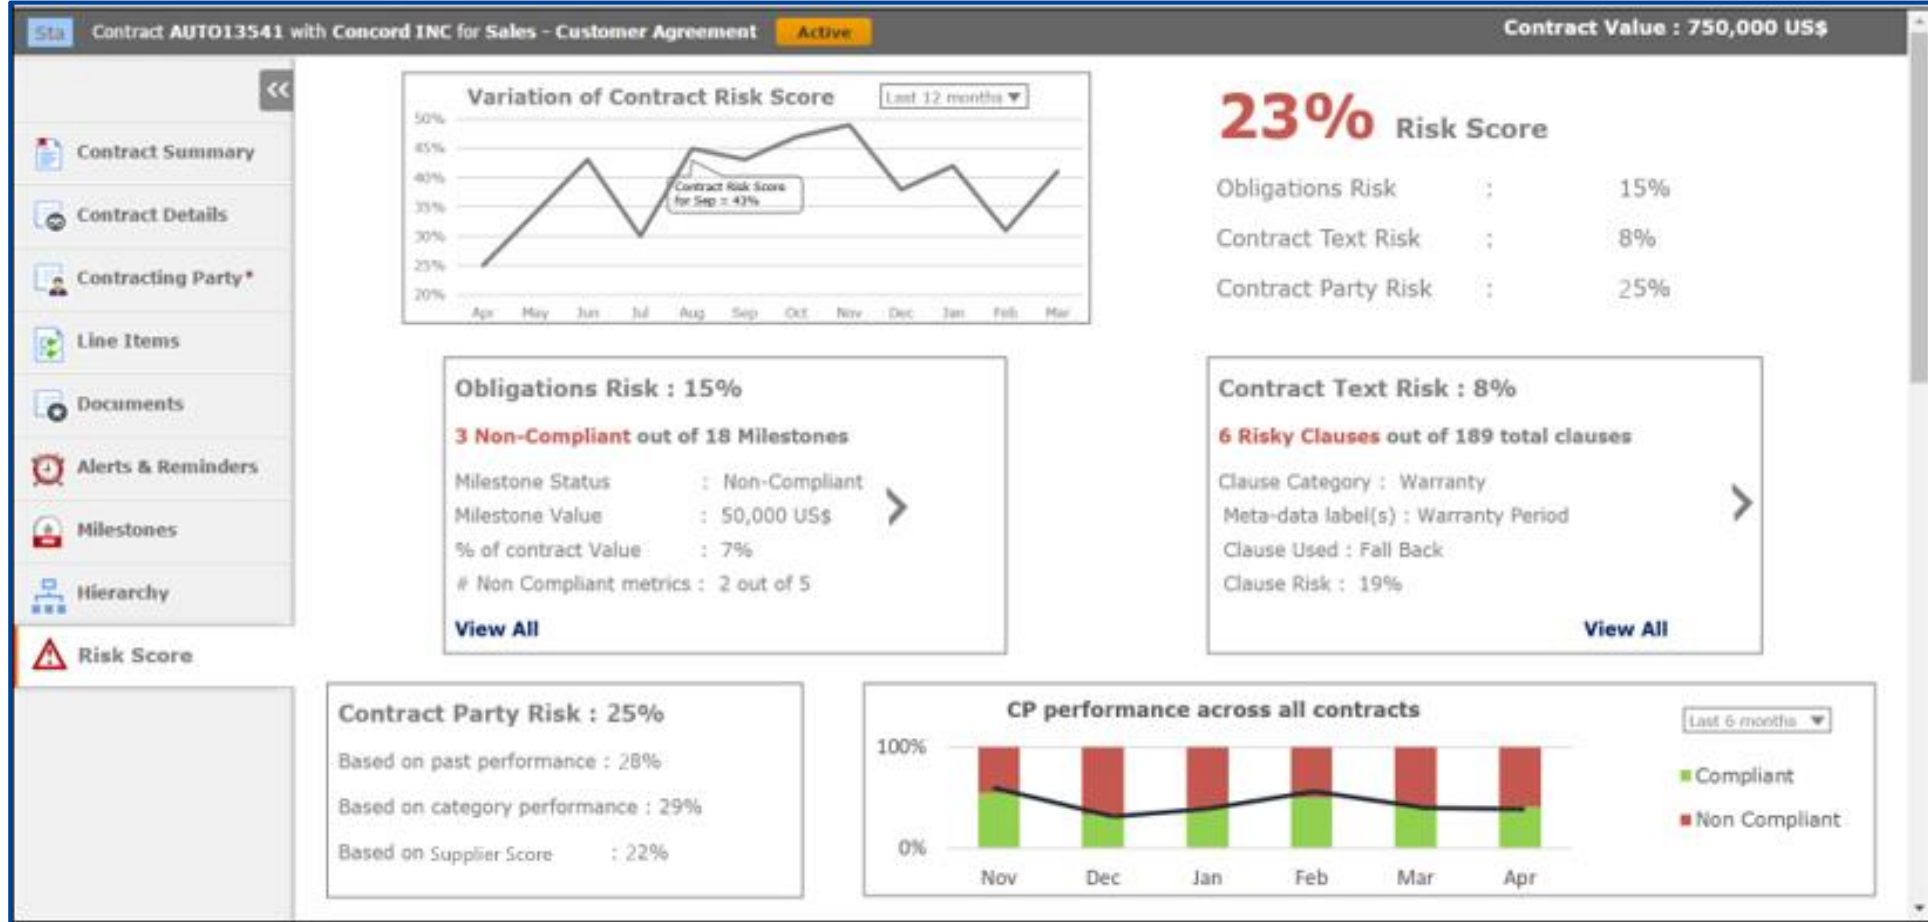 Sta Contract AUTO13541 with Concord INC for Sales - Customer Agreement Active Contract Value : 750,000 US$
<<
Contract Summary
Contract Details
Contracting Party*
Line Items
Documents
Alerts & Reminders
Milestones
Hierarchy
Risk Score
Variation of Contract Risk Score Last 12 months
50%
45%
40%
35%
30%
25%
20%
Contract Risk Score
for Sep = 43%
Apr May Jun Jul Aug Sep Oct Nov Dec Jan Feb Mar
23% Risk Score
Obligations Risk : 15%
Contract Text Risk : 8%
Contract Party Risk : 25%
Obligations Risk : 15%
3 Non-Compliant out of 18 Milestones
Milestone Status : Non-Compliant
Milestone Value : 50,000 US$
% of contract Value : 7%
# Non Compliant metrics : 2 out of 5
View All
Contract Text Risk : 8%
6 Risky Clauses out of 189 total clauses
Clause Category : Warranty
Meta-data label(s) : Warranty Period
Clause Used : Fall Back
Clause Risk : 19%
View All
Contract Party Risk : 25%
Based on past performance : 28%
Based on category performance : 29%
Based on Supplier Score : 22%
CP performance across all contracts
Last 6 months
100%
0%
Nov Dec Jan Feb Mar Apr
Compliant
Non Compliant